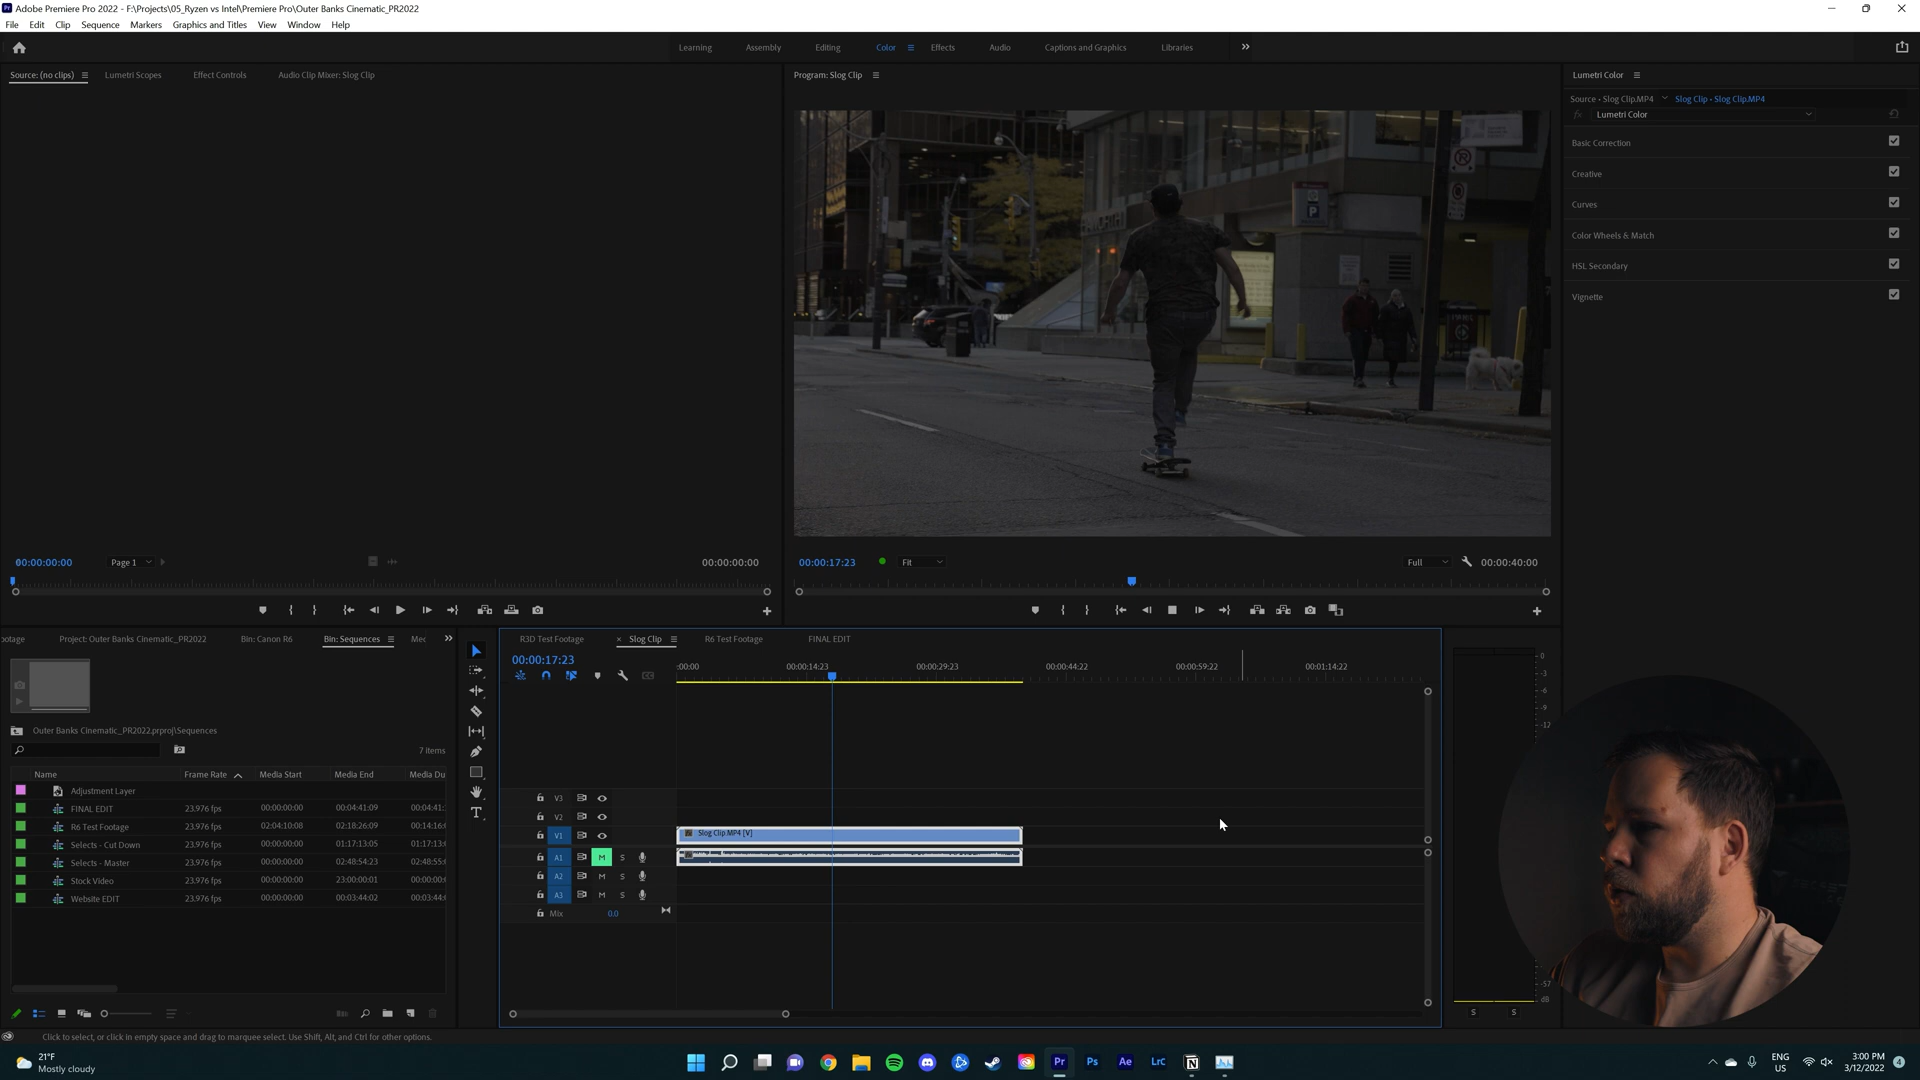 Adobe Premiere Pro 2022 - F:\Projects\05_Ryzen vs Intel\Premiere Pro\Outer Banks Cinematic_PR2022
File Edit Clip Sequence Markers Graphics and Titles View Window Help
Learning Assembly Editing Color Effects Audio Captions and Graphics Libraries
Source: (no clips) Lumetri Scopes Effect Controls Audio Clip Mixer: Slog Clip
Program: Slog Clip
Lumetri Color
Source • Slog Clip.MP4 Slog Clip • Slog Clip.MP4
fx Lumetri Color
Basic Correction
Creative
Curves
Color Wheels & Match
HSL Secondary
Vignette
P
00:00:00:00 Page 1 00:00:00:00
00:00:17:23 Fit Full 00:00:40:00
ootage Project: Outer Banks Cinematic_PR2022 Bin: Canon R6 Bin: Sequences Mec
Outer Banks Cinematic_PR2022.prproj\Sequences
7 Items
Name Frame Rate Media Start Media End Media Du
Adjustment Layer
FINAL EDIT 23.976 fps 00:00:00:00 00:04:41:09 00:04:41:
R6 Test Footage 23.976 fps 02:04:10:08 02:18:26:09 00:14:16:
Selects - Cut Down 23.976 fps 00:00:00:00 01:17:13:05 01:17:13:
Selects - Master 23.976 fps 00:00:00:00 02:48:54:23 02:48:55:
Stock Video 23.976 fps 00:00:00:00 23:00:00:01 00:00:00:
Website EDIT 23.976 fps 00:00:00:00 00:03:44:02 00:03:44:
R3D Test Footage × Slog Clip R6 Test Footage FINAL EDIT
00:00:17:23
:00:00 00:00:14:23 00:00:29:23 00:00:44:22 00:00:59:22 00:01:14:22
V3
V2
V1 Slog Clip.MP4 [V]
A1 M S
A2 M S
A3 M S
Mix 0.0
0
-3
-6
-9
-12
-57
dB
S S
Click to select, or click in empty space and drag to marquee select. Use Shift, Alt, and Ctrl for other options.
21°F
Mostly cloudy
Pr Ps Ae LrC N
ENG
US
3:00 PM
3/12/2022
4